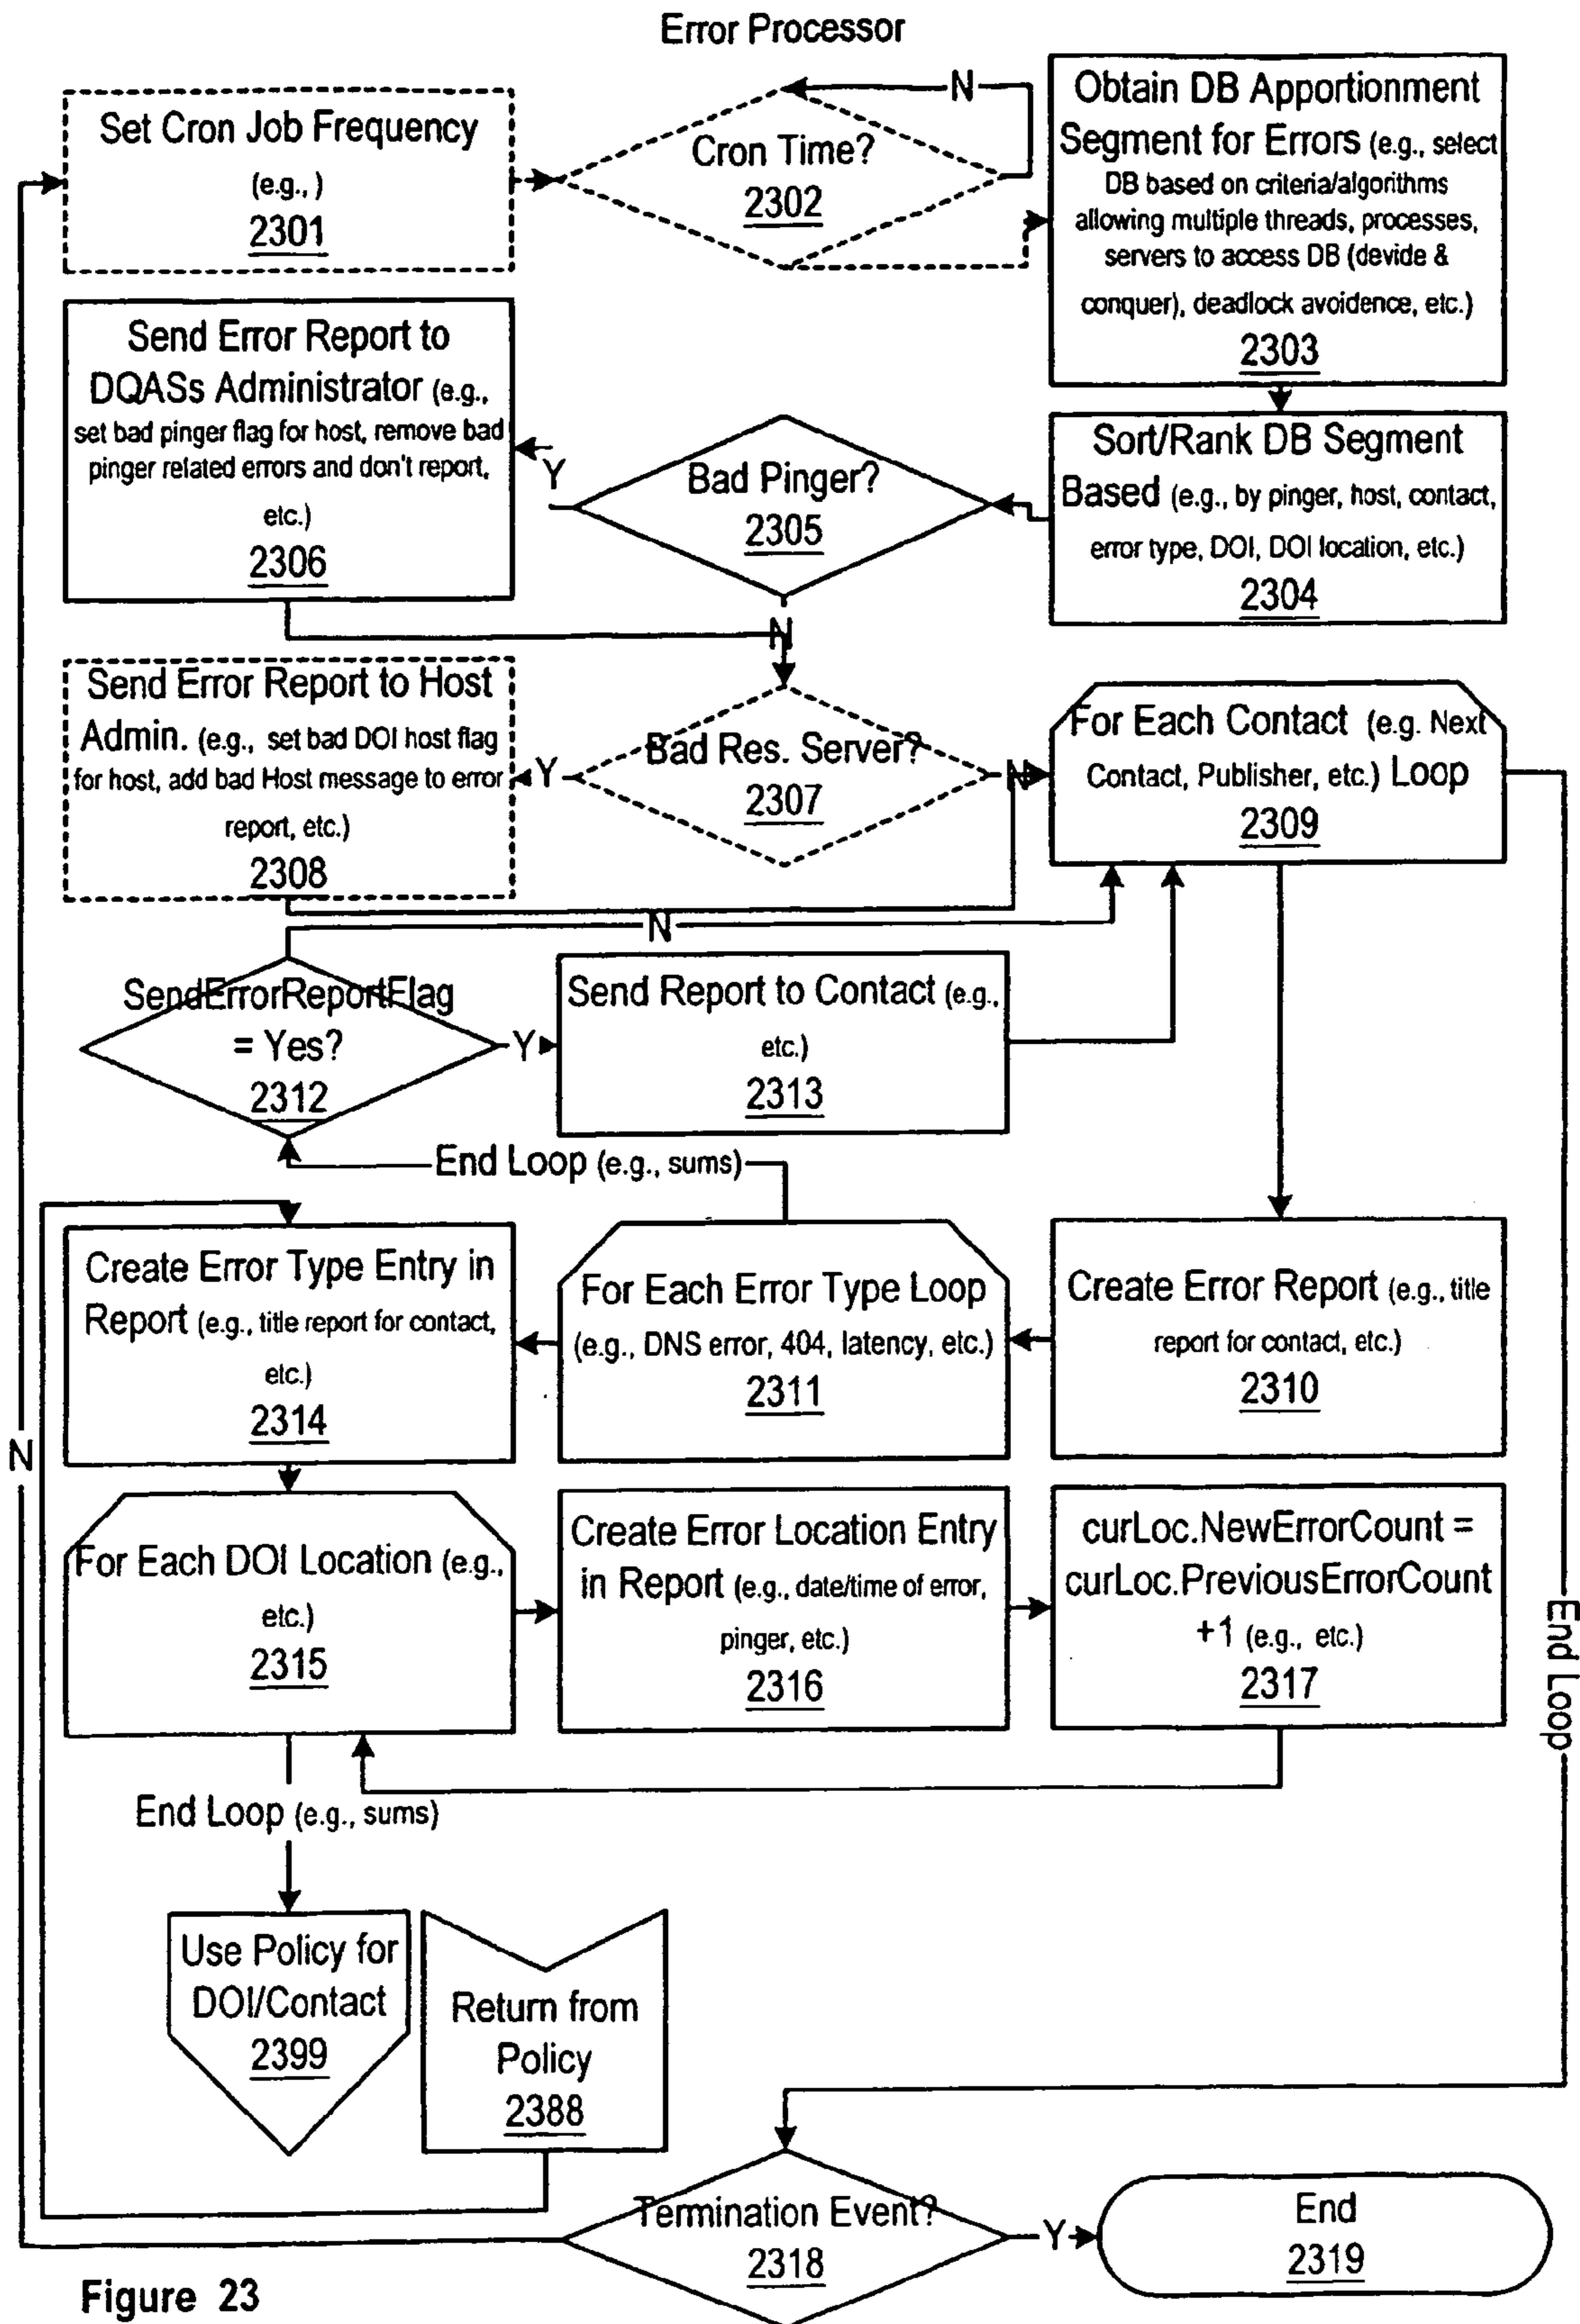 Error Processor
Set Cron Job Frequency
(e.g., )
2301
Cron Time?
2302
N
Obtain DB Apportionment
Segment for Errors (e.g., select
DB based on criteria/algorithms
allowing multiple threads, processes,
servers to access DB (devide &
conquer), deadlock avoidence, etc.)
2303
Send Error Report to
DQASs Administrator (e.g.,
set bad pinger flag for host, remove bad
pinger related errors and don't report,
etc.)
2306
Y
Bad Pinger?
2305
N
Sort/Rank DB Segment
Based (e.g., by pinger, host, contact,
error type, DOI, DOI location, etc.)
2304
Send Error Report to Host
Admin. (e.g., set bad DOI host flag
for host, add bad Host message to error
report, etc.)
2308
Y
Bad Res. Server?
2307
N
For Each Contact (e.g. Next
Contact, Publisher, etc.) Loop
2309
N
SendErrorReportFlag
= Yes?
2312
Y
Send Report to Contact (e.g.,
etc.)
2313
End Loop (e.g., sums)
Create Error Type Entry in
Report (e.g., title report for contact,
etc.)
2314
For Each Error Type Loop
(e.g., DNS error, 404, latency, etc.)
2311
Create Error Report (e.g., title
report for contact, etc.)
2310
N
For Each DOI Location (e.g.,
etc.)
2315
Create Error Location Entry
in Report (e.g., date/time of error,
pinger, etc.)
2316
curLoc.NewErrorCount =
curLoc.PreviousErrorCount
+1 (e.g., etc.)
2317
End Loop
End Loop (e.g., sums)
Use Policy for
DOI/Contact
2399
Return from
Policy
2388
Termination Event?
2318
Y
End
2319
Figure 23